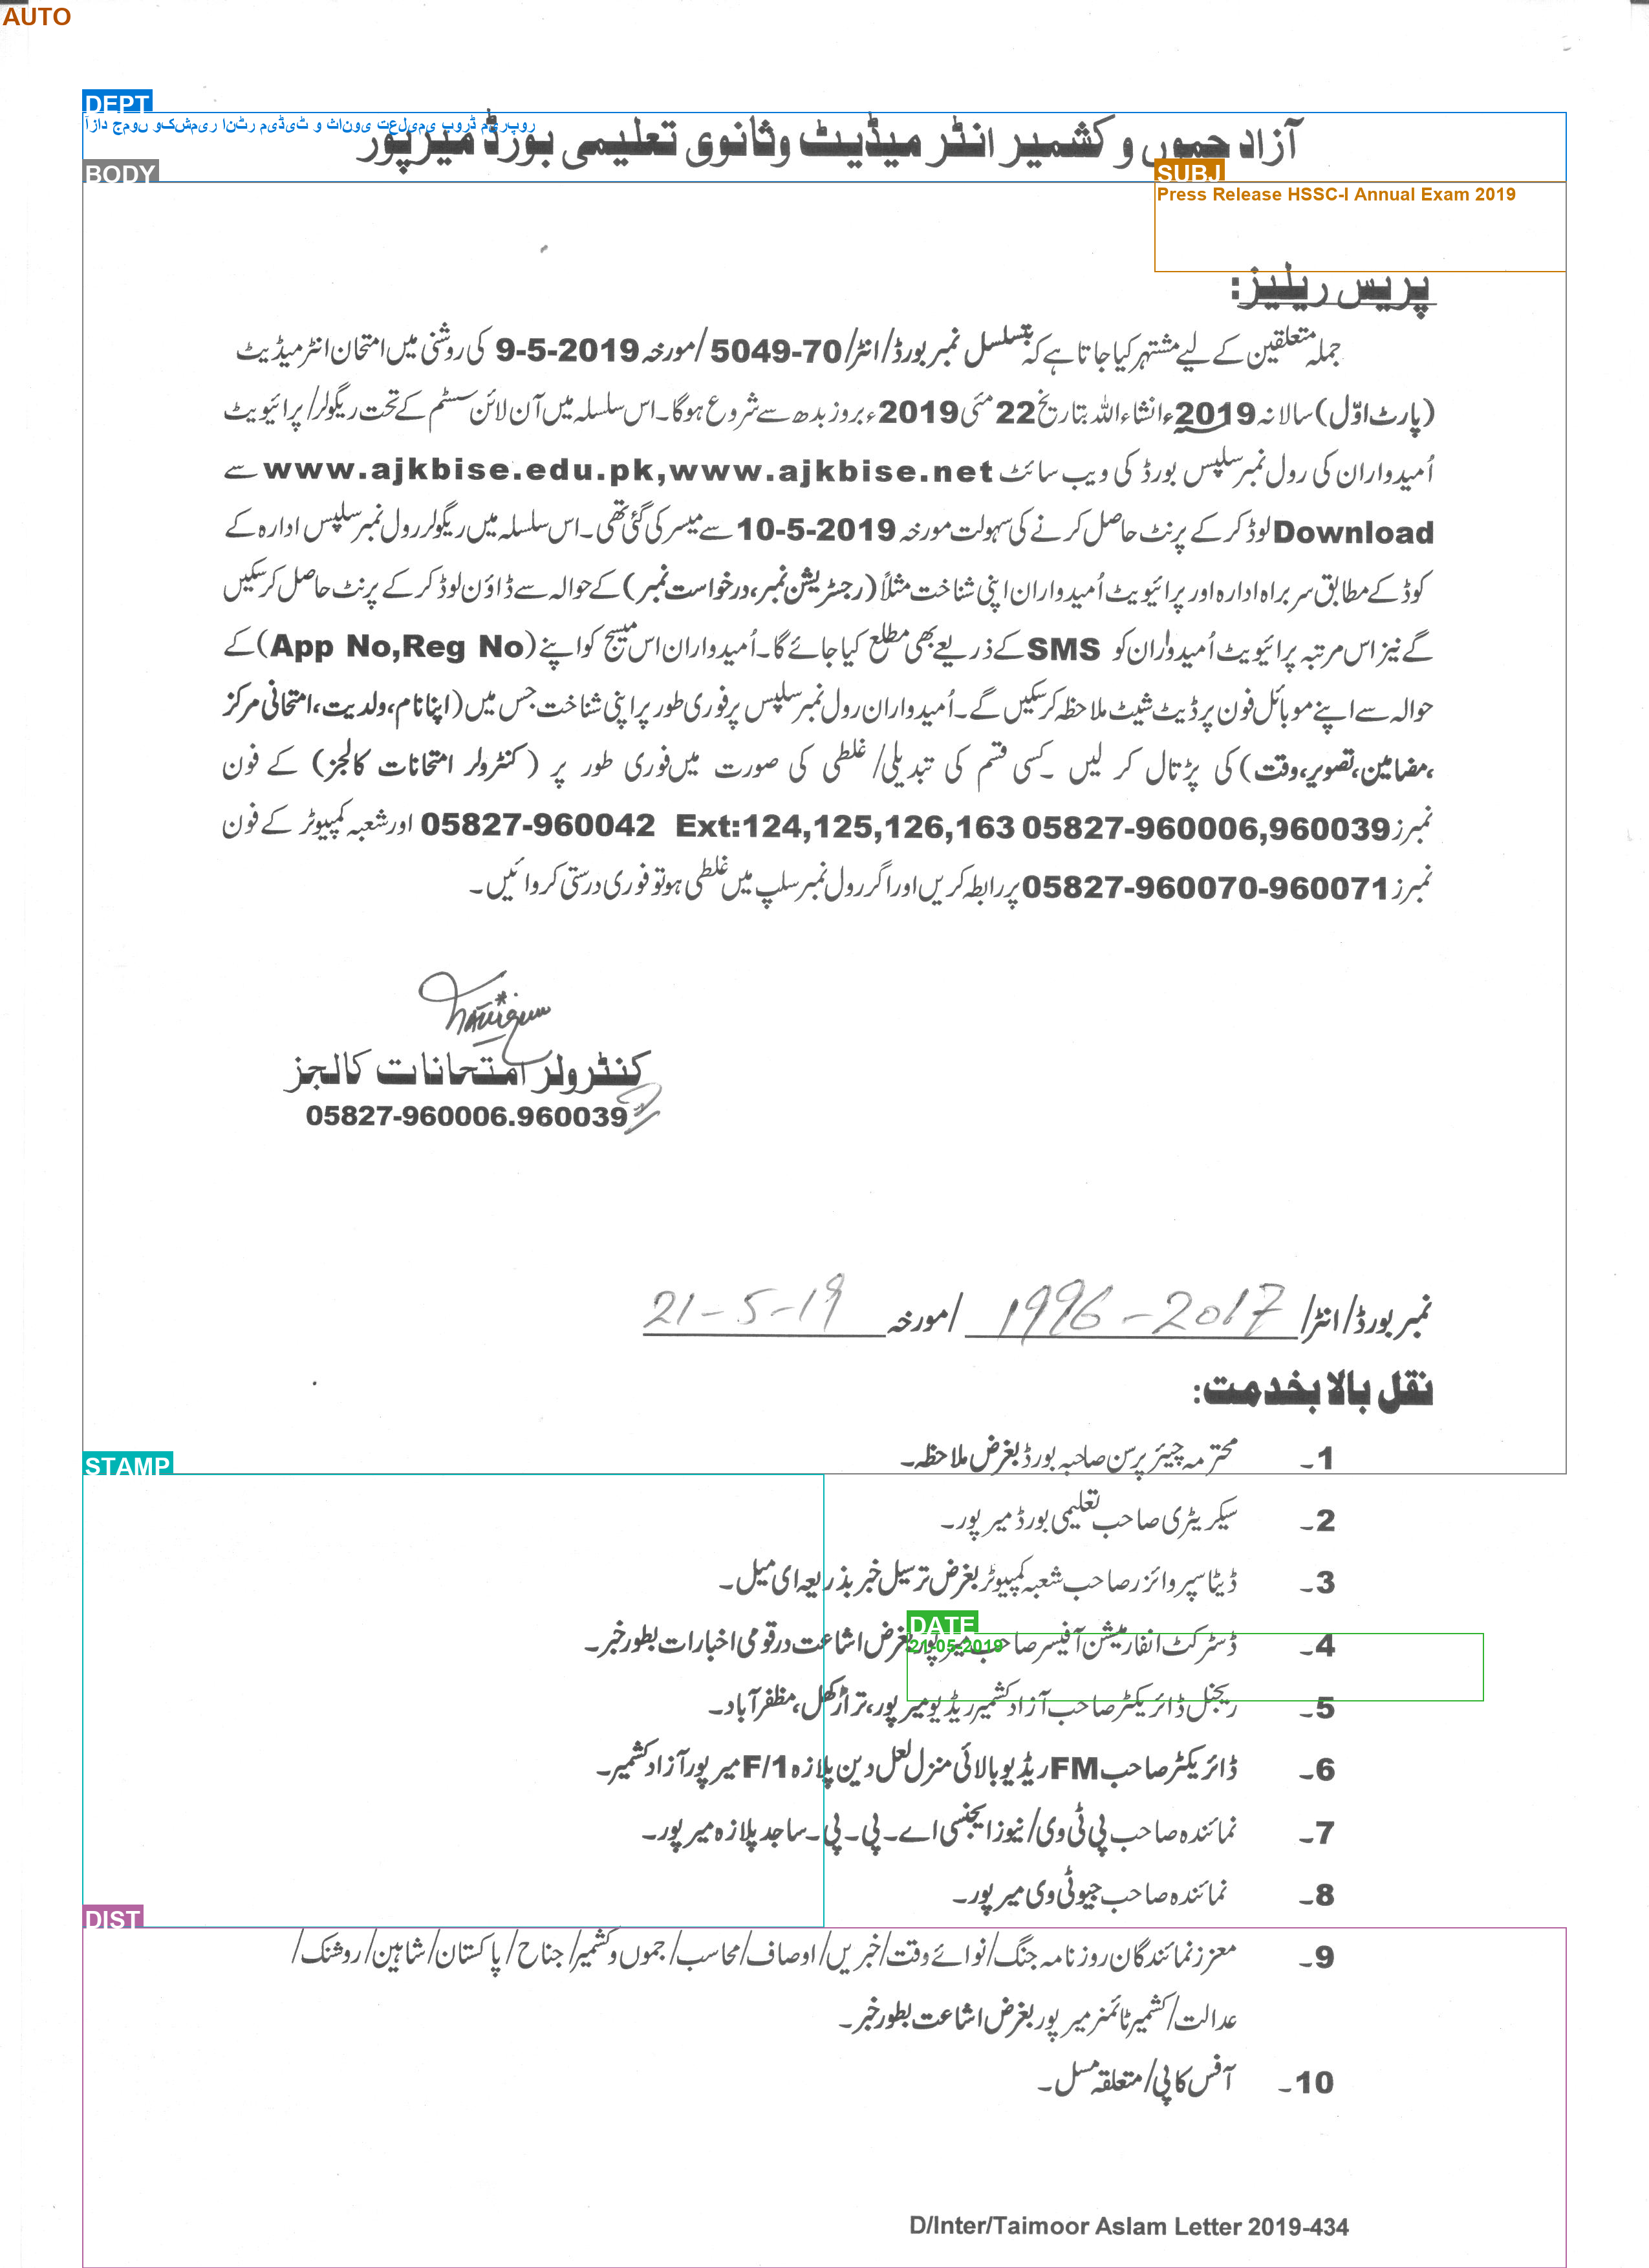 AUTO
DEPT
آزاد جموں وکشمیر انٹر میڈیٹ و ثانوی تعلیمی بورڈ میرپور
آزاد جموں و کشمیر انٹر میڈیٹ وثانوی تعلیمی بورڈ میرپور
BODY
SUBJ
Press Release HSSC-I Annual Exam 2019
پریس ریلیز:
جملہ متعلقین کے لیے مشتہر کیا جاتا ہے کہ بتسلسل نمبر بورڈ/انٹر/5049-70 /مورخہ 9-5-2019 کی روشنی میں امتحان انٹرمیڈیٹ
(پارٹ اوّل) سالانہ 2019ء انشاء اللہ بتاریخ 22 مئی 2019ء بروز بدھ سے شروع ہوگا۔ اس سلسلہ میں آن لائن سسٹم کے تحت ریگولر/پرائیویٹ
اُمیدواران کی رول نمبر سلپس بورڈ کی ویب سائٹ www.ajkbise.edu.pk,www.ajkbise.net سے
Download لوڈ کر کے پرنٹ حاصل کرنے کی سہولت مورخہ 10-5-2019 سے میسر کی گئی تھی۔ اس سلسلہ میں ریگولر رول نمبر سلپس ادارہ کے
کوڈ کے مطابق سربراہ ادارہ اور پرائیویٹ اُمیدواران اپنی شناخت مثلاً (رجسٹریشن نمبر، درخواست نمبر) کے حوالہ سے ڈاؤن لوڈ کر کے پرنٹ حاصل کر سکیں
گے نیز اس مرتبہ پرائیویٹ اُمیدواران کو SMS کے ذریعے بھی مطلع کیا جائے گا۔ اُمیدواران اس میسج کو اپنے (App No,Reg No) کے
حوالہ سے اپنے موبائل فون پر ڈیٹ شیٹ ملاحظہ کر سکیں گے۔ اُمیدواران رول نمبر سلپس پر فوری طور پر اپنی شناخت جس میں (اپنا نام، ولدیت، امتحانی مرکز
،مضامین، تصویر، وقت) کی پڑتال کر لیں ۔کسی قسم کی تبدیلی/غلطی کی صورت میں فوری طور پر (کنٹرولر امتحانات کالجز) کے فون
نمبرز 05827-960006,960039 Ext:124,125,126,163 05827-960042 اور شعبہ کمپیوٹر کے فون
نمبرز 05827-960070-960071 پر رابطہ کریں اور اگر رول نمبر سلپ میں غلطی ہو تو فوری درستی کروائیں۔
کنٹرولر امتحانات کالجز
05827-960006.960039
نمبر بورڈ/انٹر/ 1996-2017 /مورخہ 21-5-19
نقل بالا بخدمت:
1۔ محترمہ چیئر پرسن صاحبہ بورڈ بغرض ملاحظہ۔
STAMP
2۔ سیکریٹری صاحب تعلیمی بورڈ میرپور۔
3۔ ڈیٹا سپروائزر صاحب شعبہ کمپیوٹر بغرض ترسیل خبر بذریعہ ای میل۔
DATE
21-05-2019
4۔ ڈسٹرکٹ انفارمیشن آفیسر صاحب میرپور بغرض اشاعت در قومی اخبارات بطور خبر۔
5۔ ریجنل ڈائریکٹر صاحب آزاد کشمیر ریڈیو میرپور، تراڑکھل، مظفرآباد۔
6۔ ڈائریکٹر صاحب FM ریڈیو بالائی منزل لعل دین پلازہ F/1 میرپور آزاد کشمیر۔
7۔ نمائندہ صاحب پی ٹی وی/نیوز ایجنسی اے۔پی۔پی۔ ساجد پلازہ میرپور۔
8۔ نمائندہ صاحب جیو ٹی وی میرپور۔
DIST
9۔ معزز نمائندگان روزنامہ جنگ/نوائے وقت/خبریں/اوصاف/محاسب/جموں و کشمیر/جناح/پاکستان/شاہین/روشنک/
عدالت/کشمیر ٹائمنز میرپور بغرض اشاعت بطور خبر۔
10۔ آفس کاپی/متعلقہ مسل۔
D/Inter/Taimoor Aslam Letter 2019-434